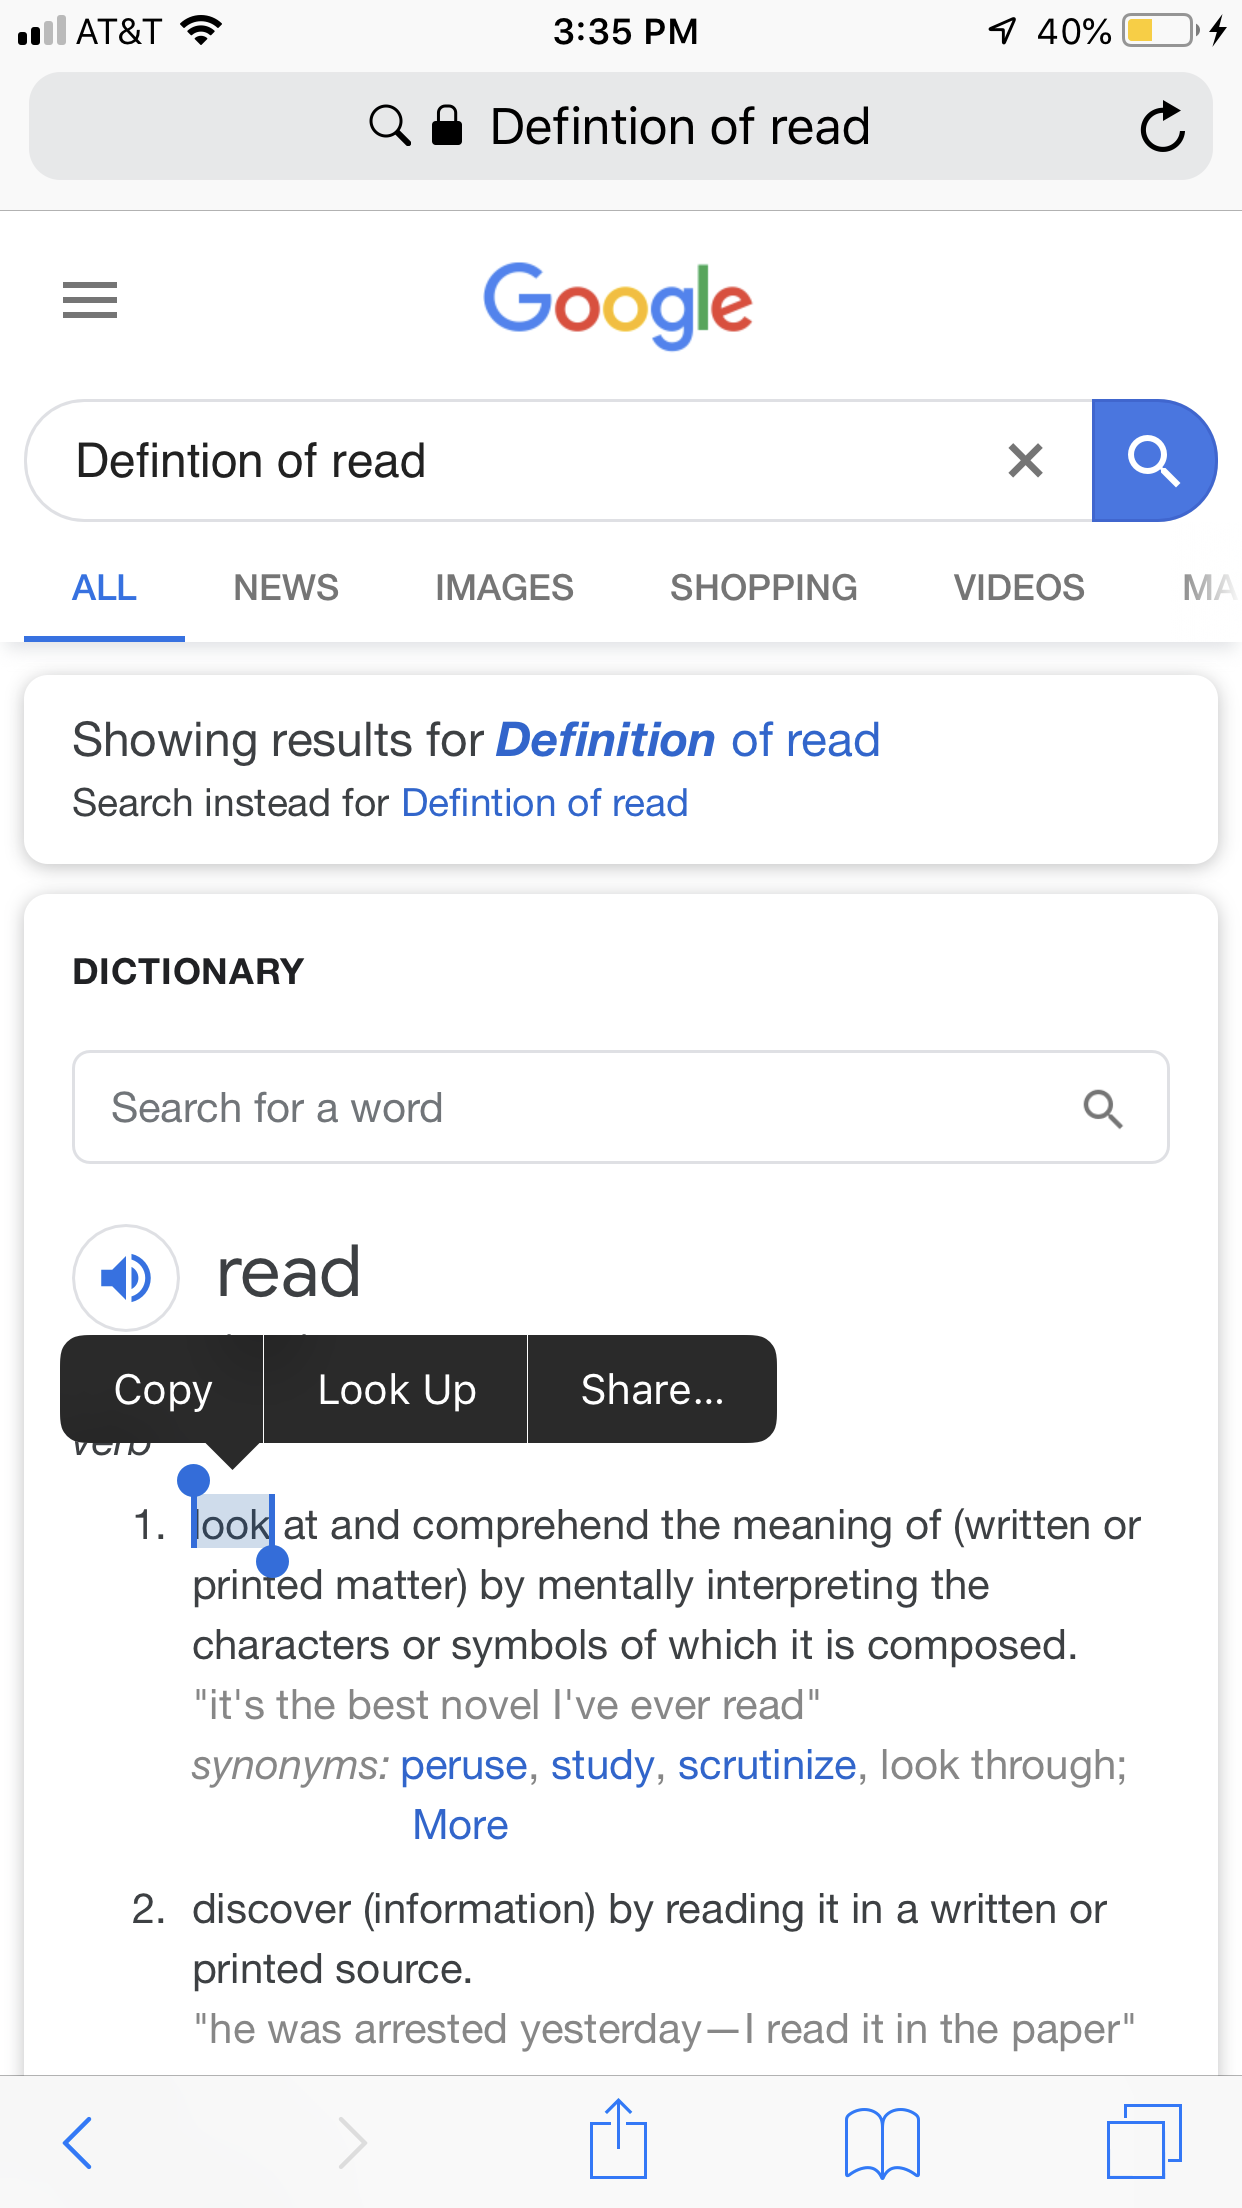 AT&T 3:35 PM 40%
Defintion of read
Google
Defintion of read
ALL NEWS IMAGES SHOPPING VIDEOS MA
Showing results for Definition of read
Search instead for Defintion of read
DICTIONARY
Search for a word
read
Copy Look Up Share...
verb
1. look at and comprehend the meaning of (written or
printed matter) by mentally interpreting the
characters or symbols of which it is composed.
"it's the best novel I've ever read"
synonyms: peruse, study, scrutinize, look through;
More
2. discover (information) by reading it in a written or
printed source.
"he was arrested yesterday—I read it in the paper"